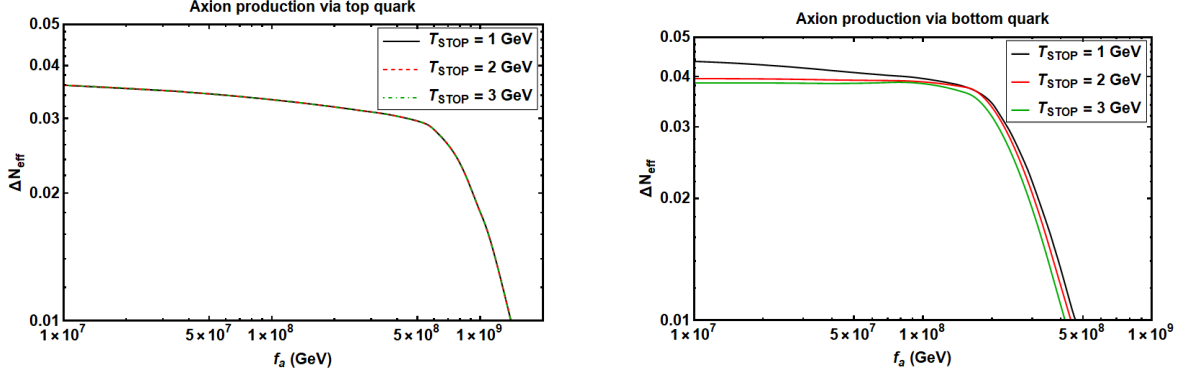 Axion production via top quark
0.05
0.04
0.03
0.02
0.01
ΔN_eff
T_STOP = 1 GeV
T_STOP = 2 GeV
T_STOP = 3 GeV
1×10^7
5×10^7
1×10^8
5×10^8
1×10^9
f_a (GeV)
Axion production via bottom quark
0.05
0.04
0.03
0.02
0.01
ΔN_eff
T_STOP = 1 GeV
T_STOP = 2 GeV
T_STOP = 3 GeV
1×10^7
5×10^7
1×10^8
5×10^8
1×10^9
f_a (GeV)